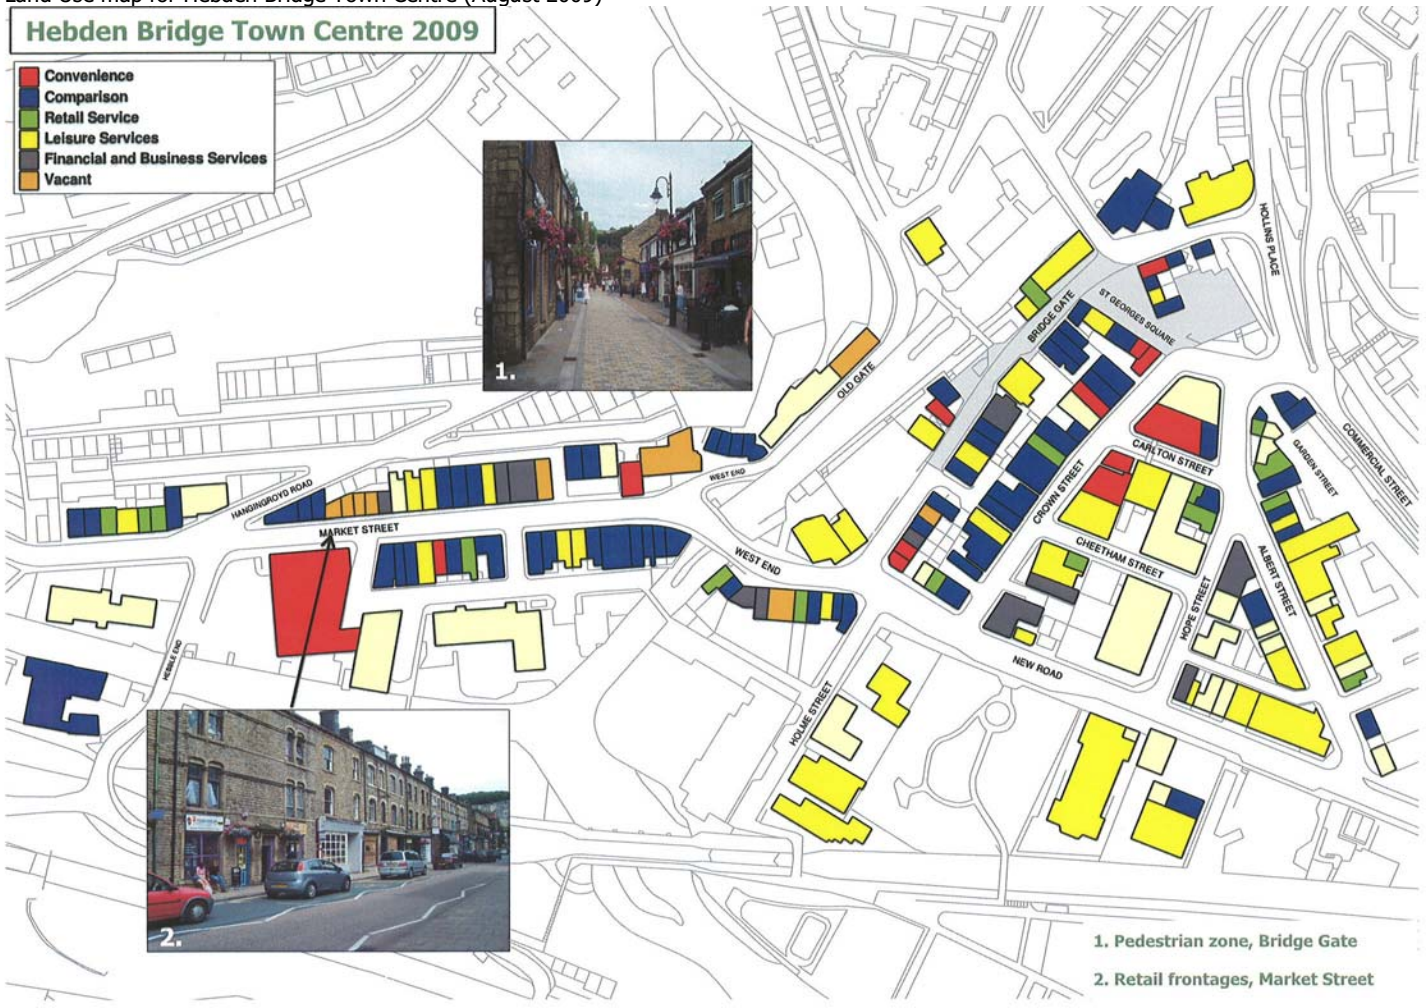 Land Use map for Hebden Bridge Town Centre (August 2009)
Hebden Bridge Town Centre 2009
Convenience
Comparison
Retail Service
Leisure Services
Financial and Business Services
Vacant
1.
HOLLINS PLACE
BRIDGE GATE
ST GEORGES SQUARE
OLD GATE
CARLTON STREET
GARDEN STREET
COMMERCIAL STREET
WEST END
HANGINGROYD ROAD
CROWN STREET
MARKET STREET
CHEETHAM STREET
WEST END
ALBERT STREET
HOPE STREET
HEBBLE END
NEW ROAD
HOLME STREET
2.
1. Pedestrian zone, Bridge Gate
2. Retail frontages, Market Street